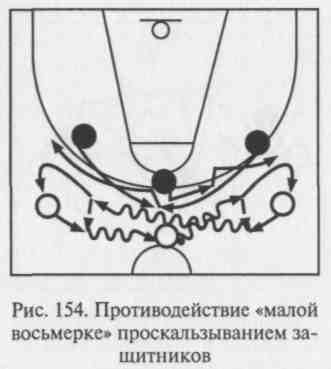 Рис. 154. Противодействие «малой
восьмерке» проскальзыванием за-
щитников